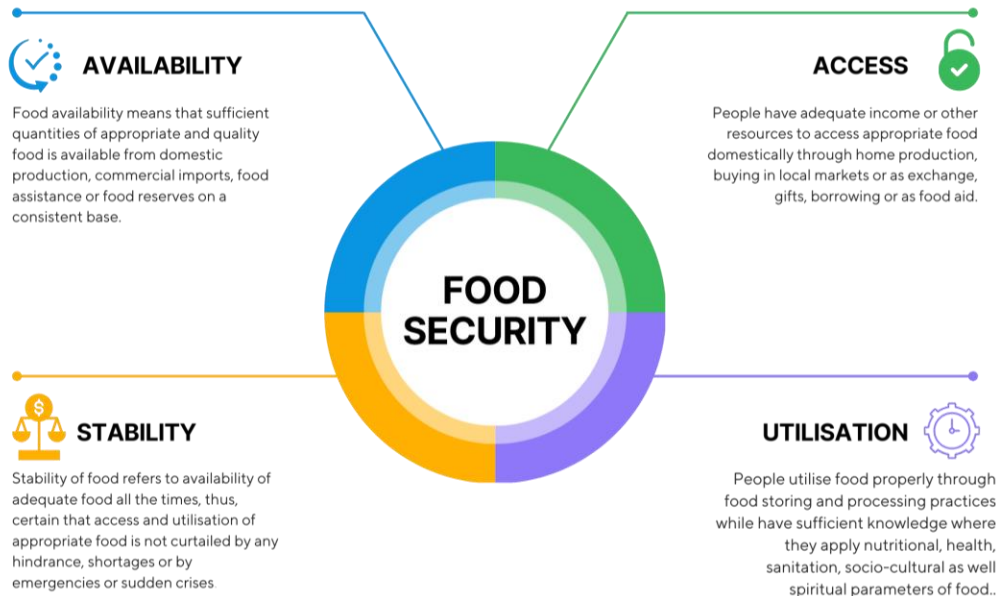 AVAILABILITY
Food availability means that sufficient
quantities of appropriate and quality
food is available from domestic
production, commercial imports, food
assistance or food reserves on a
consistent base.
ACCESS
People have adequate income or other
resources to access appropriate food
domestically through home production,
buying in local markets or as exchange,
gifts, borrowing or as food aid.
FOOD
SECURITY
$
STABILITY
Stability of food refers to availability of
adequate food all the times, thus,
certain that access and utilisation of
appropriate food is not curtailed by any
hindrance, shortages or by
emergencies or sudden crises.
UTILISATION
People utilise food properly through
food storing and processing practices
while have sufficient knowledge where
they apply nutritional, health,
sanitation, socio-cultural as well
spiritual parameters of food..